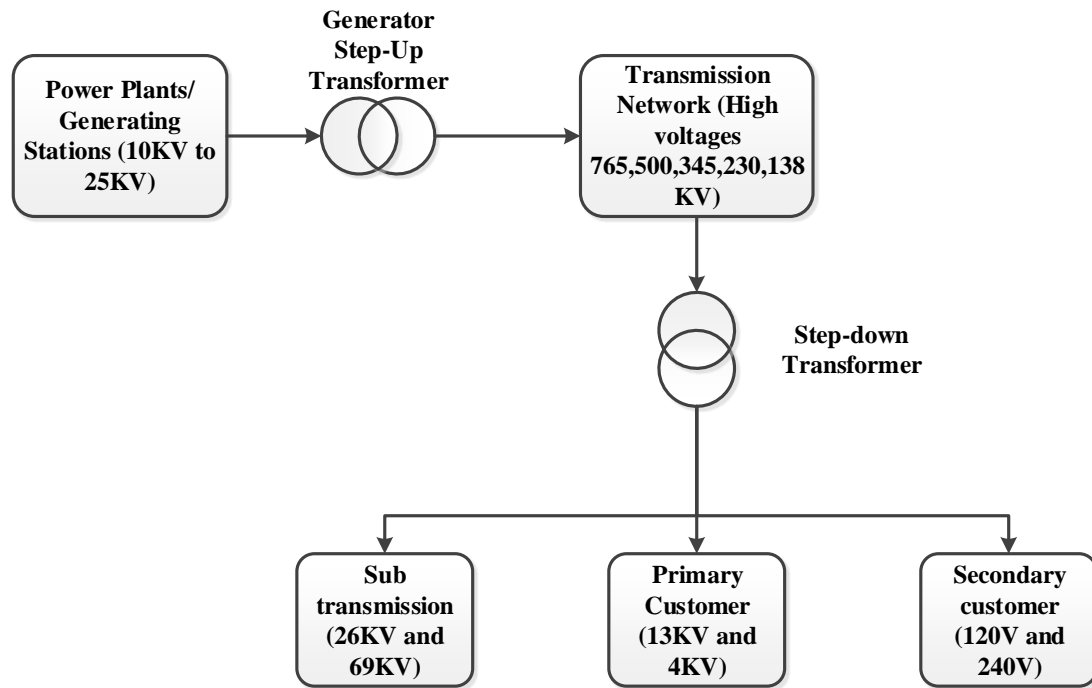 Generator
Step-Up
Transformer
Power Plants/
Generating
Stations (10KV to
25KV)
Transmission
Network (High
voltages
765,500,345,230,138
KV)
Step-down
Transformer
Sub
transmission
(26KV and
69KV)
Primary
Customer
(13KV and
4KV)
Secondary
customer
(120V and
240V)